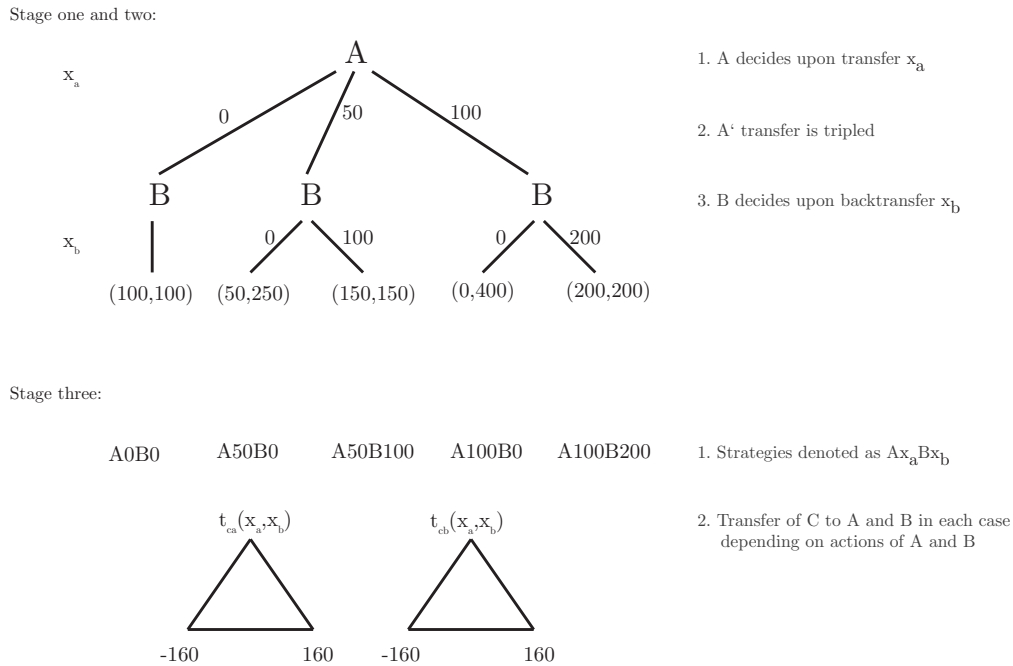 Stage one and two:
A
x_a
1. A decides upon transfer x_a
0
50
100
2. A‘ transfer is tripled
B B B
3. B decides upon backtransfer x_b
x_b
0 100 0 200
(100,100) (50,250) (150,150) (0,400) (200,200)
Stage three:
A0B0 A50B0 A50B100 A100B0 A100B200
1. Strategies denoted as Ax_aBx_b
t_ca(x_a,x_b) t_cb(x_a,x_b)
2. Transfer of C to A and B in each case
depending on actions of A and B
-160 160 -160 160